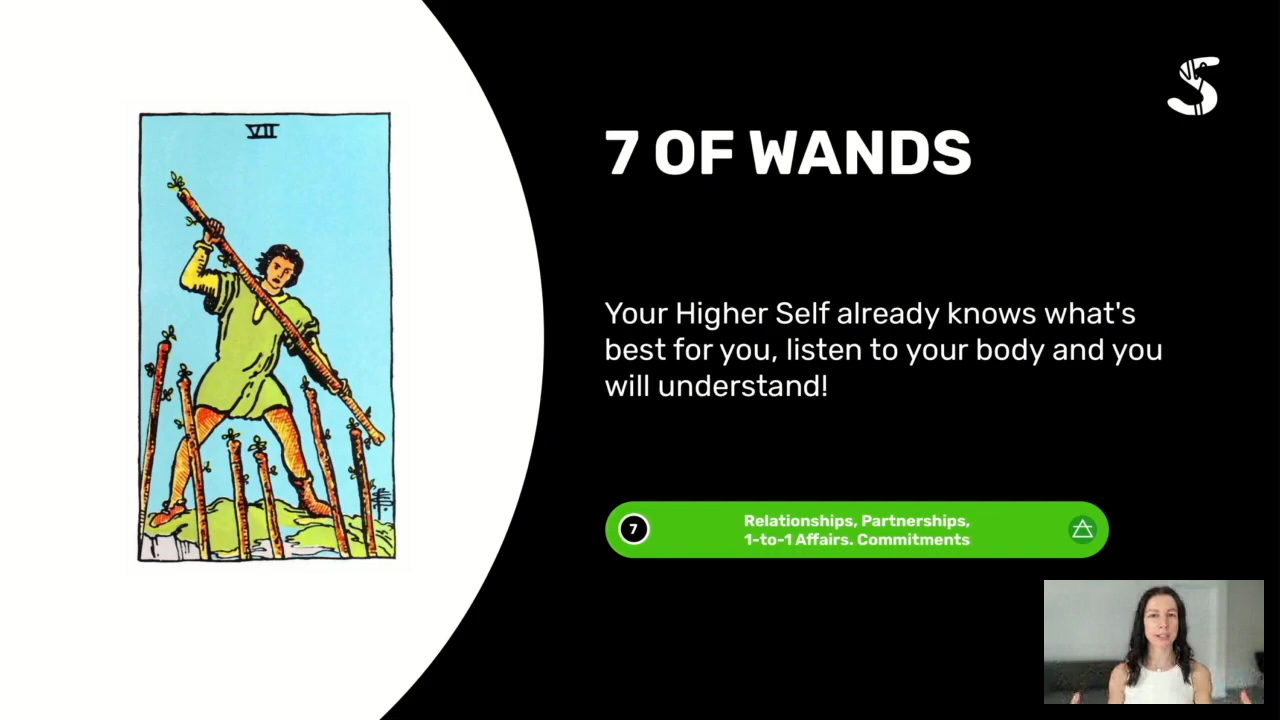 VII
7 OF WANDS
Your Higher Self already knows what's
best for you, listen to your body and you
will understand!
7
Relationships, Partnerships,
1-to-1 Affairs. Commitments